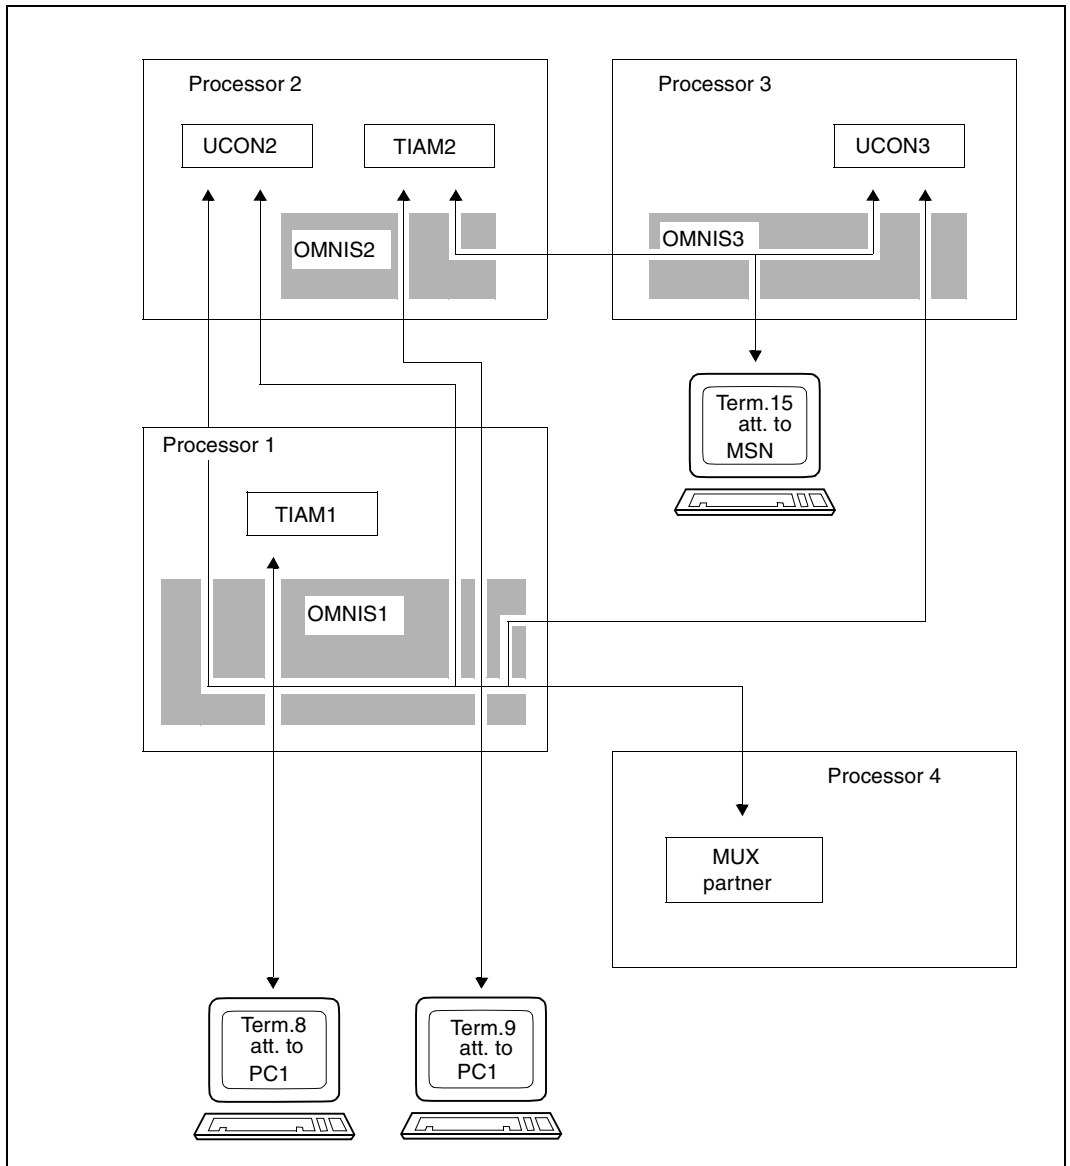 Processor 2
UCON2
TIAM2
OMNIS2
Processor 3
UCON3
OMNIS3
Term.15
att. to
MSN
Processor 1
TIAM1
OMNIS1
Processor 4
MUX
partner
Term.8
att. to
PC1
Term.9
att. to
PC1